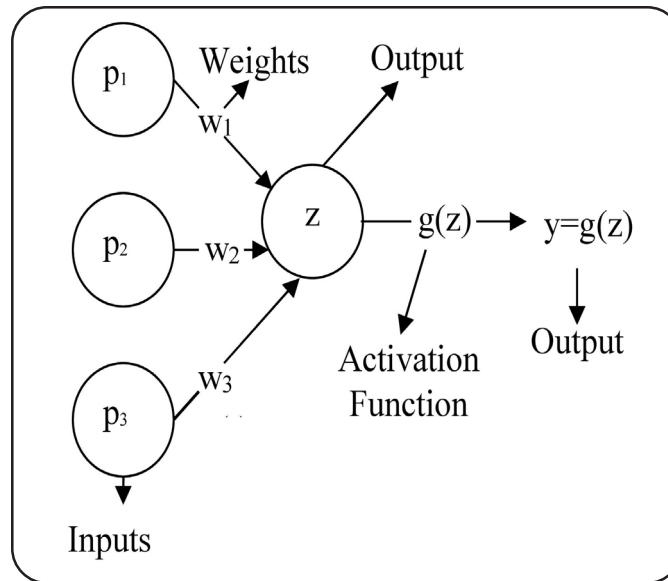 p1
Weights
Output
w1
z
g(z)
y=g(z)
p2
w2
Output
Activation
Function
w3
p3
Inputs